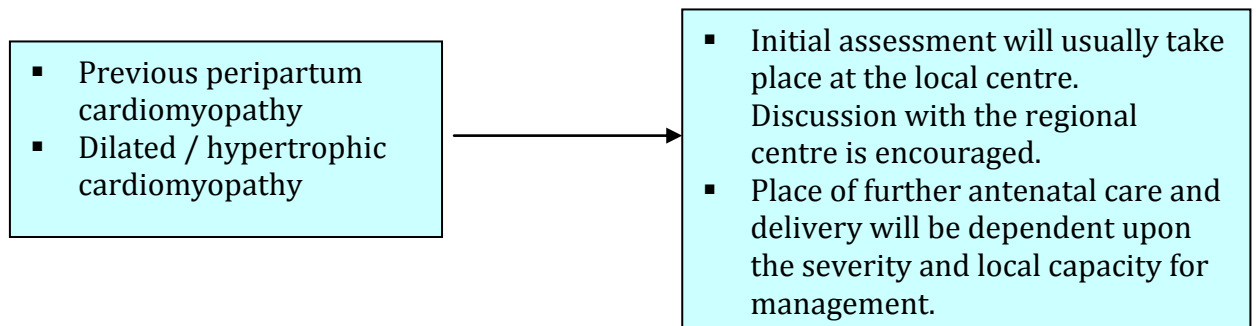 ▪ Previous peripartum
cardiomyopathy
▪ Dilated / hypertrophic
cardiomyopathy
▪ Initial assessment will usually take
place at the local centre.
Discussion with the regional
centre is encouraged.
▪ Place of further antenatal care and
delivery will be dependent upon
the severity and local capacity for
management.